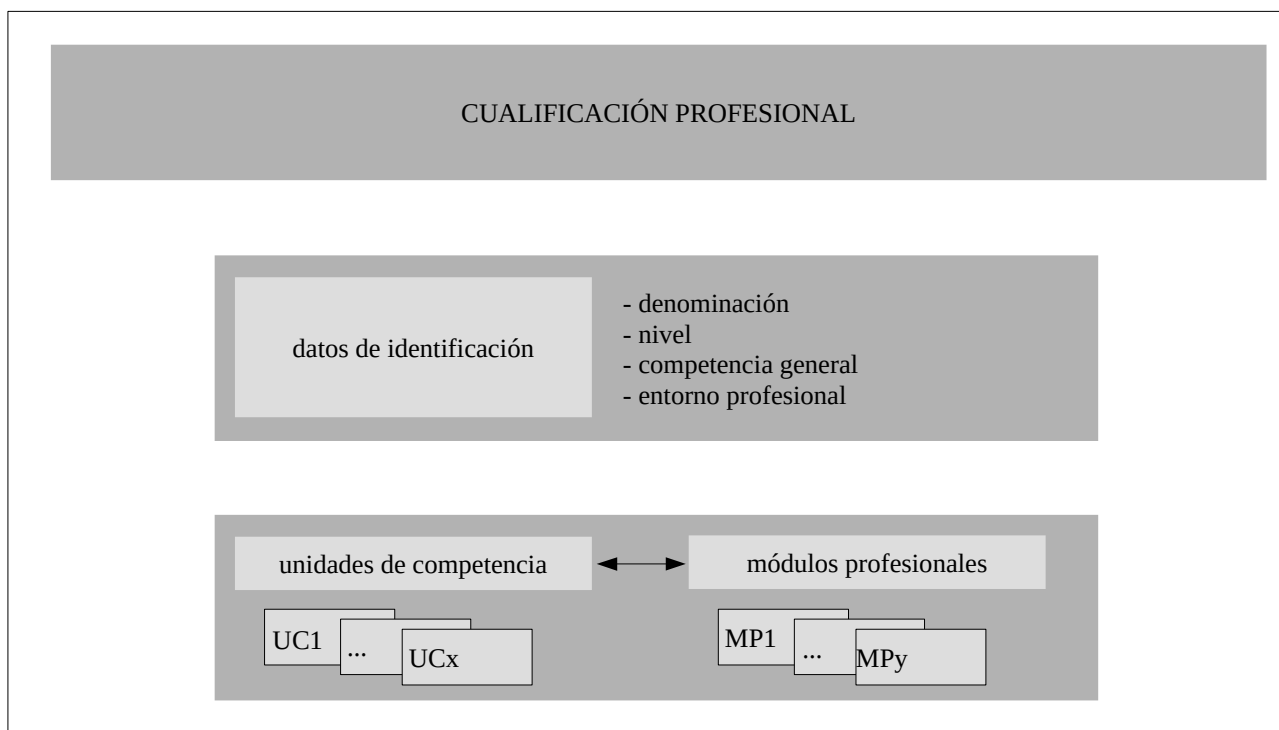 CUALIFICACIÓN PROFESIONAL
datos de identificación
- denominación
- nivel
- competencia general
- entorno profesional
unidades de competencia
módulos profesionales
UC1
...
UCx
MP1
...
MPy